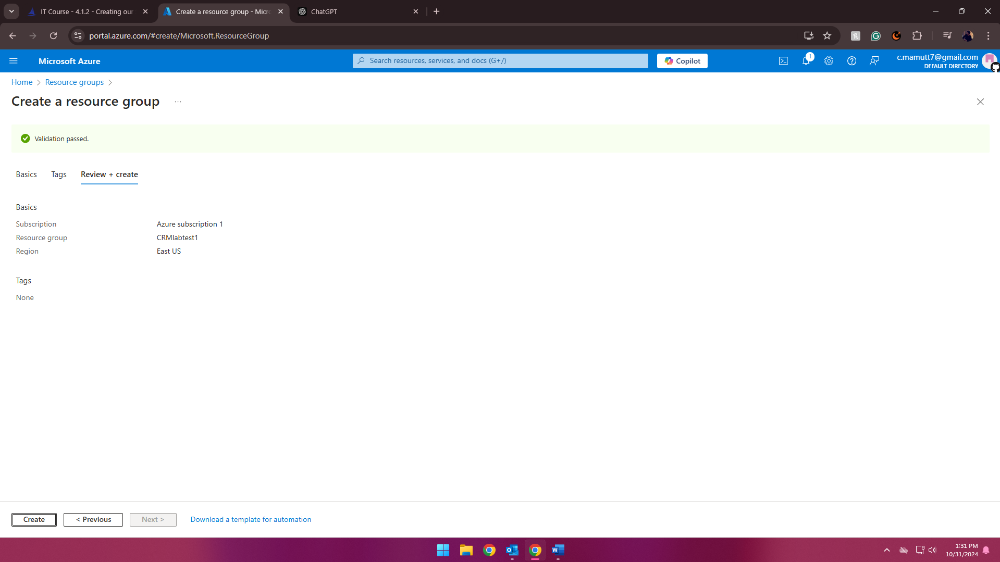 IT Course - 4.1.2 - Creating our
Create a resource group - Micro
ChatGPT
portal.azure.com/#create/Microsoft.ResourceGroup
Microsoft Azure
Search resources, services, and docs (G+/)
Copilot
1
c.mamutt7@gmail.com
DEFAULT DIRECTORY
Home > Resource groups >
Create a resource group ...
Validation passed.
Basics Tags Review + create
Basics
Subscription Azure subscription 1
Resource group CRMlabtest1
Region East US
Tags
None
Create < Previous Next > Download a template for automation
1:31 PM
10/31/2024